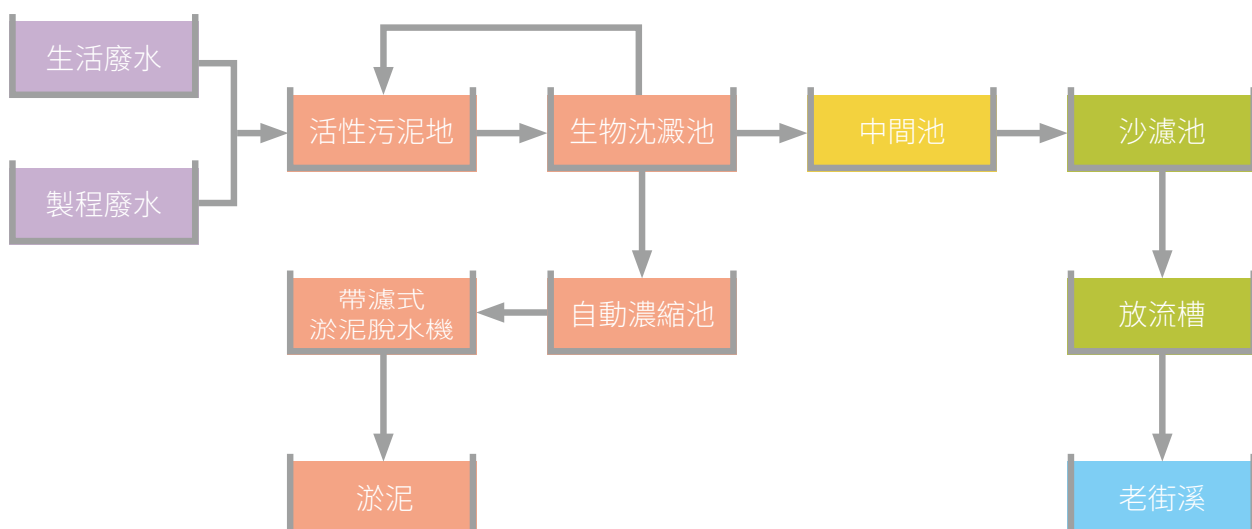 生活廢水
製程廢水
活性污泥地
生物沈澱池
中間池
沙濾池
帶濾式
淤泥脫水機
自動濃縮池
放流槽
淤泥
老街溪